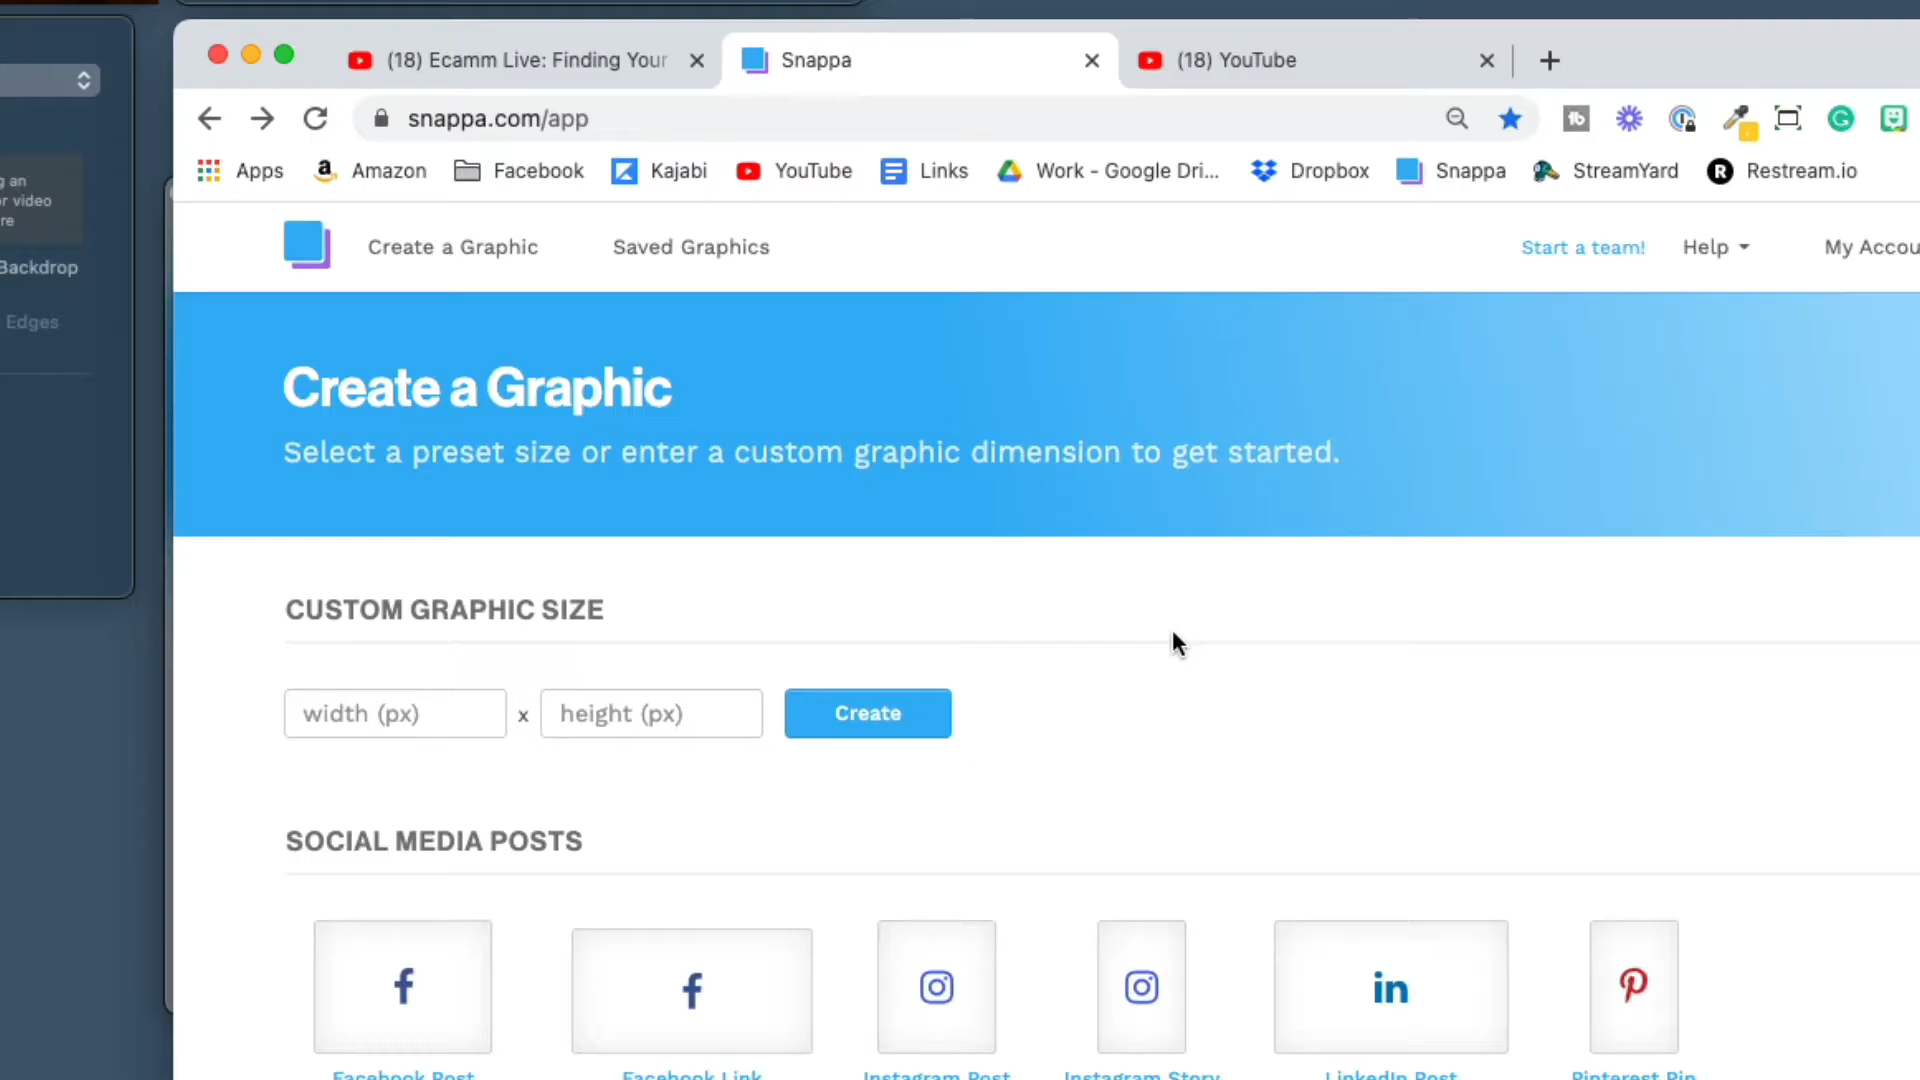 (18) Ecamm Live: Finding Your
Snappa
(18) YouTube
snappa.com/app
Apps
Amazon
Facebook
Kajabi
YouTube
Links
Work - Google Dri...
Dropbox
Snappa
StreamYard
Restream.io
g an
r video
re
Backdrop
Edges
Create a Graphic
Saved Graphics
Start a team!
Help
My Accou
Create a Graphic
Select a preset size or enter a custom graphic dimension to get started.
CUSTOM GRAPHIC SIZE
width (px) x height (px) Create
SOCIAL MEDIA POSTS
Facebook Post
Facebook Link
Instagram Post
Instagram Story
LinkedIn Post
Pinterest Pin